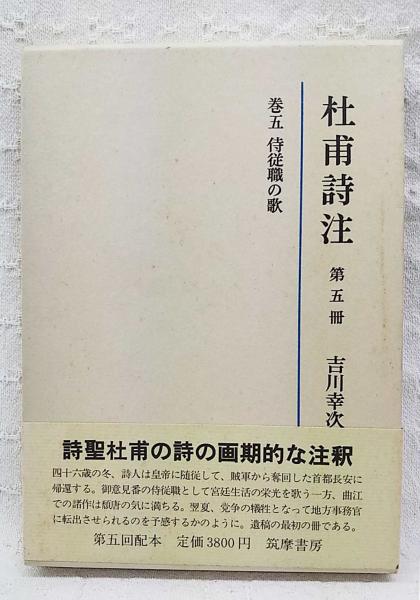 杜甫詩注 第五冊 吉川幸次
巻五 侍従職の歌
詩聖杜甫の詩の画期的な注釈
四十六歳の冬、詩人は皇帝に随従して、賊軍から奪回した首都長安に
帰還する。御意見番の侍従職として宮廷生活の栄光を歌う一方、曲江
での諸作は頽唐の気に満ちる。翌夏、党争の犠牲となって地方事務官
に転出させられるのを予感するかのように。遺稿の最初の冊である。
第五回配本 定価3800円 筑摩書房